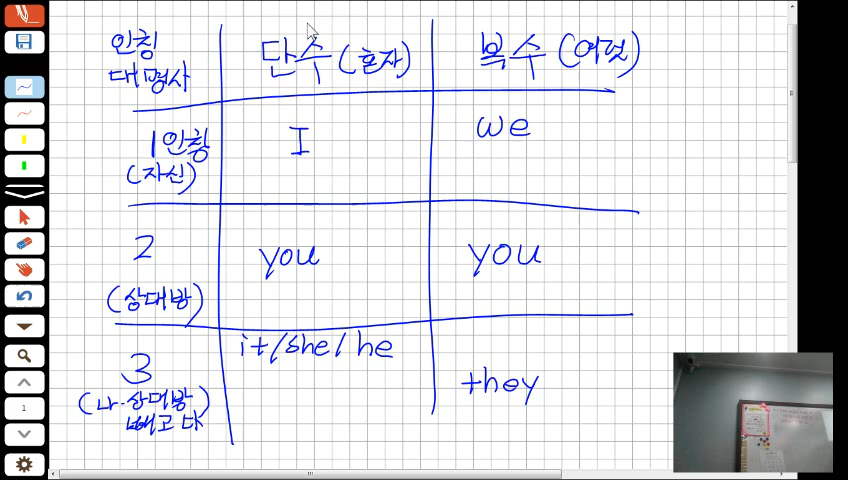 인칭
대명사
단수 (혼자)
복수 (여럿)
1인칭
(자신)
I
we
2
(상대방)
you
you
3
(나·상대방
빼고 다
it/she/he
they
1